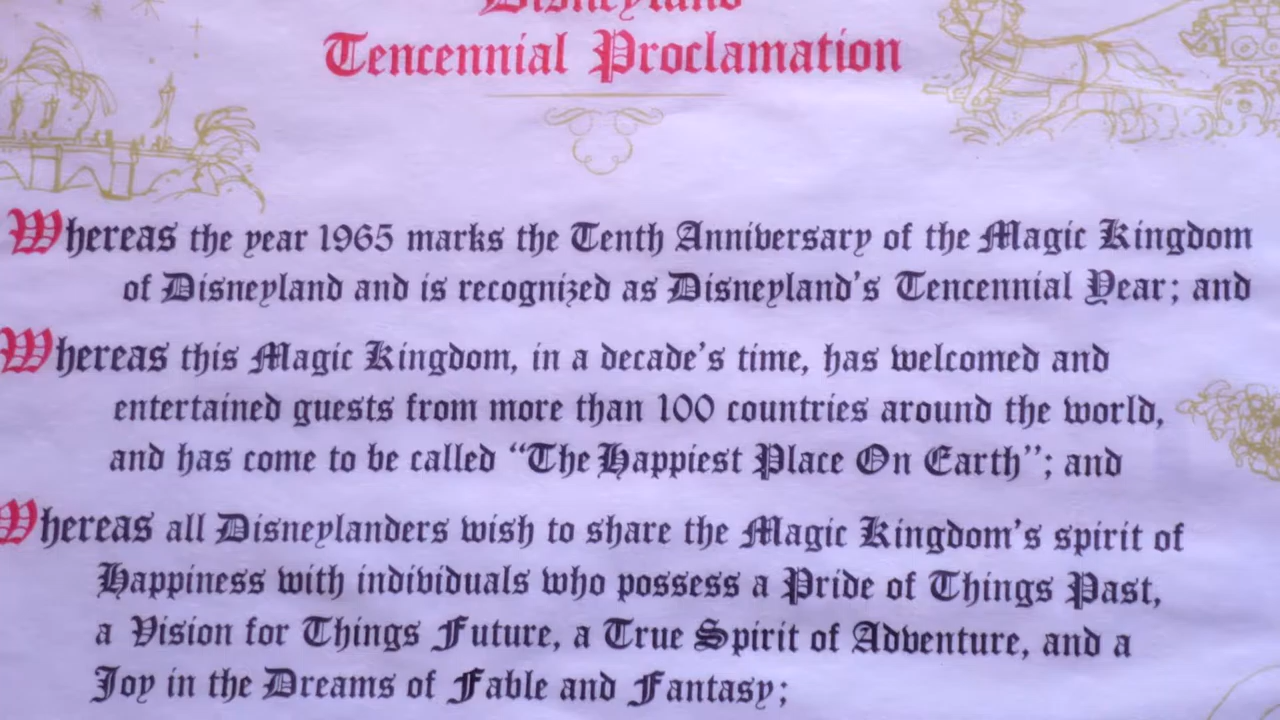 Disneyland
Tencennial Proclamation
Whereas the year 1965 marks the Tenth Anniversary of the Magic Kingdom
of Disneyland and is recognized as Disneyland's Tencennial Year; and
Whereas this Magic Kingdom, in a decade's time, has welcomed and
entertained guests from more than 100 countries around the world,
and has come to be called "The Happiest Place On Earth"; and
Whereas all Disneylanders wish to share the Magic Kingdom's spirit of
Happiness with individuals who possess a Pride of Things Past,
a Vision for Things Future, a True Spirit of Adventure, and a
Joy in the Dreams of Fable and Fantasy;